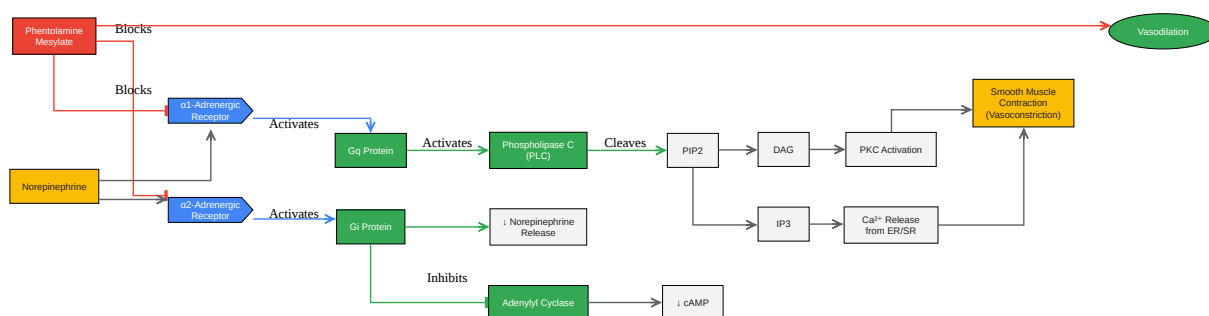 Phentolamine
Mesylate
Blocks
Vasodilation
Blocks
α1-Adrenergic
Receptor
Activates
Smooth Muscle
Contraction
(Vasoconstriction)
Gq Protein
Activates
Phospholipase C
(PLC)
Cleaves
PIP2
DAG
PKC Activation
Norepinephrine
α2-Adrenergic
Receptor
Activates
Gi Protein
↓ Norepinephrine
Release
IP3
Ca²⁺ Release
from ER/SR
Inhibits
Adenylyl Cyclase
↓ cAMP